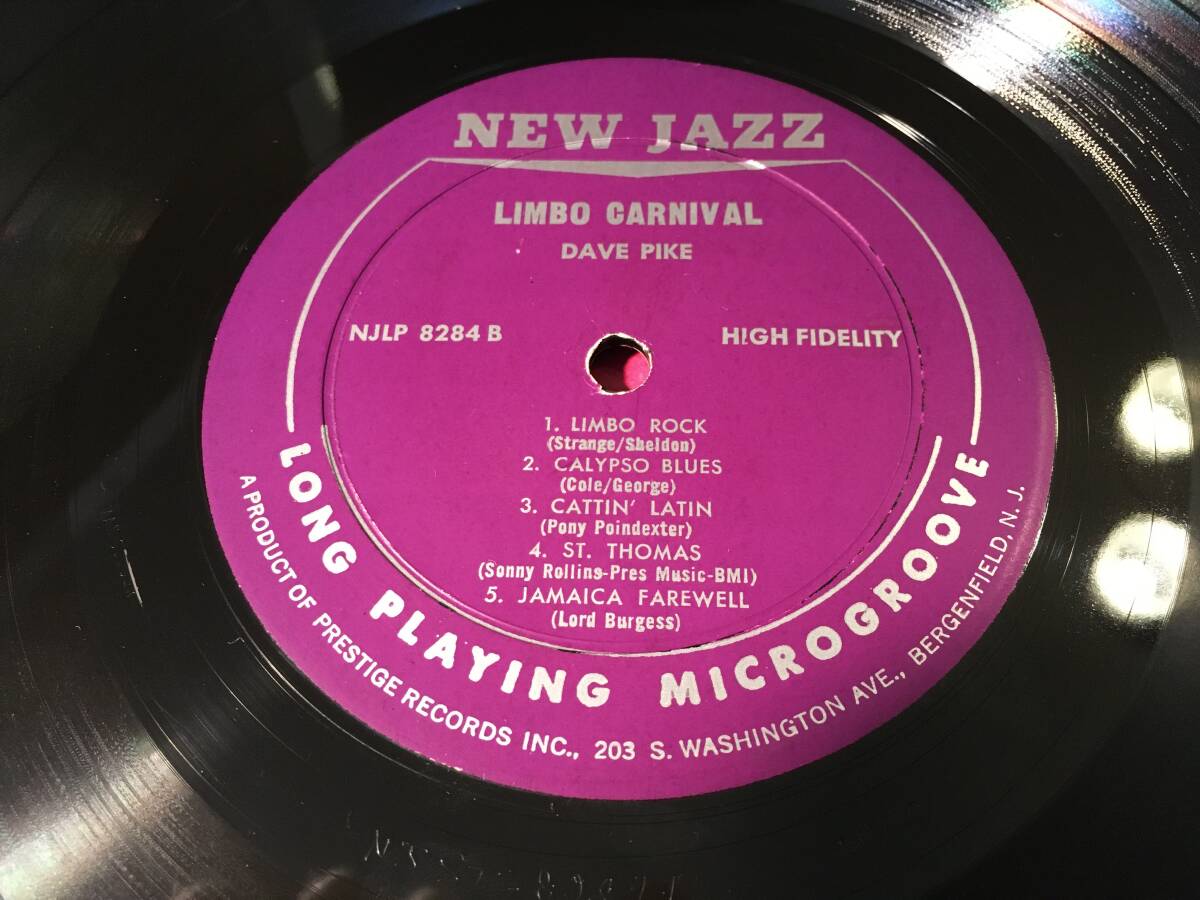 NEW JAZZ
LIMBO CARNIVAL
DAVE PIKE
NJLP 8284 B
HIGH FIDELITY
1. LIMBO ROCK
(Strange/Sheldon)
2. CALYPSO BLUES
(Cole/George)
3. CATTIN' LATIN
(Pony Poindexter)
4. ST. THOMAS
(Sonny Rollins-Pres Music-BMI)
5. JAMAICA FAREWELL
(Lord Burgess)
LONG PLAYING MICROGROOVE
A PRODUCT OF PRESTIGE RECORDS INC., 203 S. WASHINGTON AVE., BERGENFIELD, N. J.